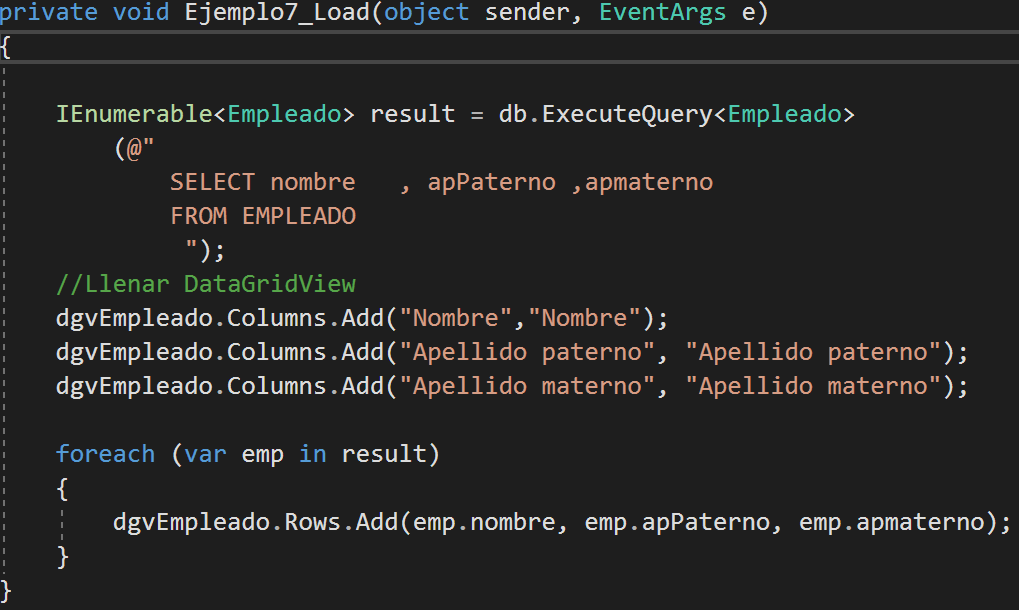 private void Ejemplo7_Load(object sender, EventArgs e)
{
IEnumerable<Empleado> result = db.ExecuteQuery<Empleado>
(@"
SELECT nombre   , apPaterno ,apmaterno
FROM EMPLEADO
");
//Llenar DataGridView
dgvEmpleado.Columns.Add("Nombre","Nombre");
dgvEmpleado.Columns.Add("Apellido paterno", "Apellido paterno");
dgvEmpleado.Columns.Add("Apellido materno", "Apellido materno");
foreach (var emp in result)
{
dgvEmpleado.Rows.Add(emp.nombre, emp.apPaterno, emp.apmaterno);
}
}